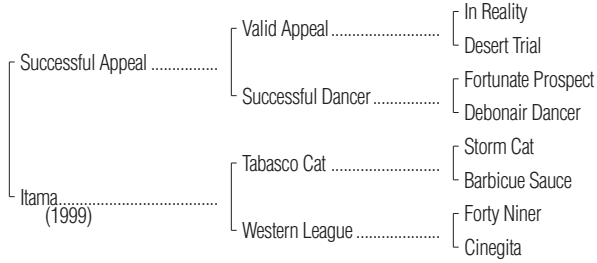 In Reality
Valid Appeal
Desert Trial
Successful Appeal
Fortunate Prospect
Successful Dancer
Debonair Dancer
Storm Cat
Tabasco Cat
Barbicue Sauce
Itama
(1999)
Forty Niner
Western League
Cinegita